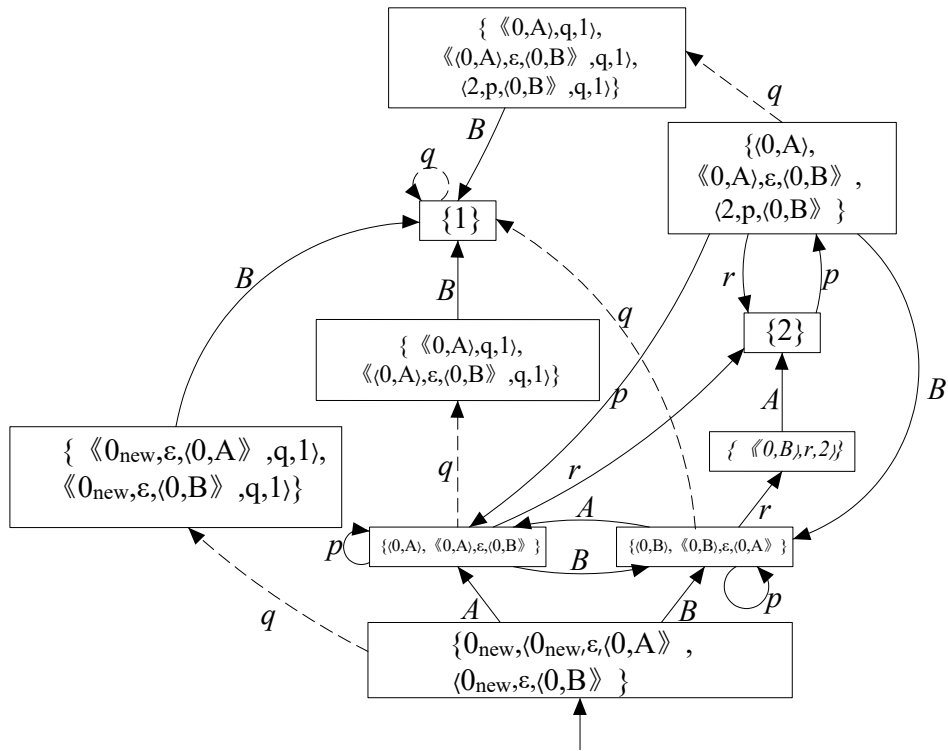 {《0,A⟩,q,1⟩,
《⟨0,A⟩,ε,⟨0,B》,q,1⟩,
⟨2,p,⟨0,B》,q,1⟩}
q
B
{⟨0,A⟩,
《0,A⟩,ε,⟨0,B》,
⟨2,p,⟨0,B》}
q
{1}
B
B
q
r
p
{2}
{《0,A⟩,q,1⟩,
《⟨0,A⟩,ε,⟨0,B》,q,1⟩}
p
A
B
{《0new,ε,⟨0,A》,q,1⟩,
《0new,ε,⟨0,B》,q,1⟩}
{《0,B⟩,r,2⟩}
q
r
r
A
p
{⟨0,A⟩,《0,A⟩,ε,⟨0,B》}
{⟨0,B⟩,《0,B⟩,ε,⟨0,A》}
B
p
q
A
B
{0new,⟨0new,ε,⟨0,A》,
⟨0new,ε,⟨0,B》}